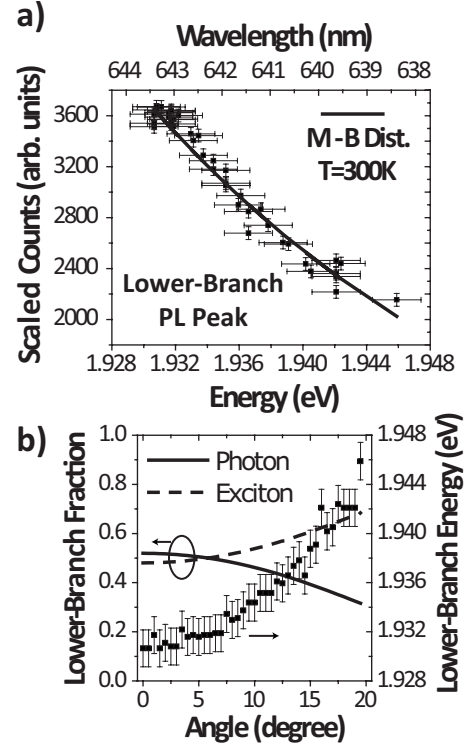 a)
Wavelength (nm)
644 643 642 641 640 639 638
Scaled Counts (arb. units)
3600
3200
2800
2400
2000
M-B Dist.
T=300K
Lower-Branch
PL Peak
1.928 1.932 1.936 1.940 1.944 1.948
Energy (eV)
b)
Lower-Branch Fraction
1.0
0.8
0.6
0.4
0.2
0.0
Photon
Exciton
1.948
1.944
1.940
1.936
1.932
1.928
Lower-Branch Energy (eV)
0 5 10 15 20
Angle (degree)